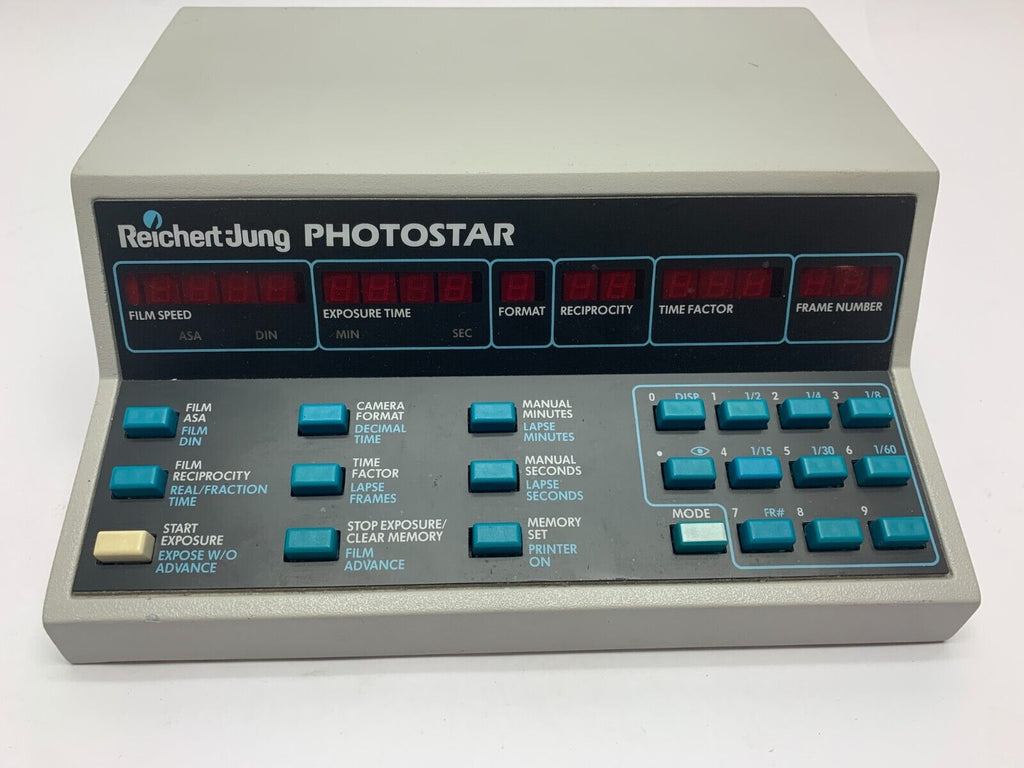 Reichert-Jung PHOTOSTAR
FILM SPEED
ASA DIN
EXPOSURE TIME
MIN SEC
FORMAT
RECIPROCITY
TIME FACTOR
FRAME NUMBER
FILM
ASA
FILM
DIN
CAMERA
FORMAT
DECIMAL
TIME
MANUAL
MINUTES
LAPSE
MINUTES
0 DISP 1 1/2 2 1/4 3 1/8
FILM
RECIPROCITY
REAL/FRACTION
TIME
TIME
FACTOR
LAPSE
FRAMES
MANUAL
SECONDS
LAPSE
SECONDS
• 4 1/15 5 1/30 6 1/60
START
EXPOSURE
EXPOSE W/O
ADVANCE
STOP EXPOSURE/
CLEAR MEMORY
FILM
ADVANCE
MEMORY
SET
PRINTER
ON
MODE 7 FR# 8 9